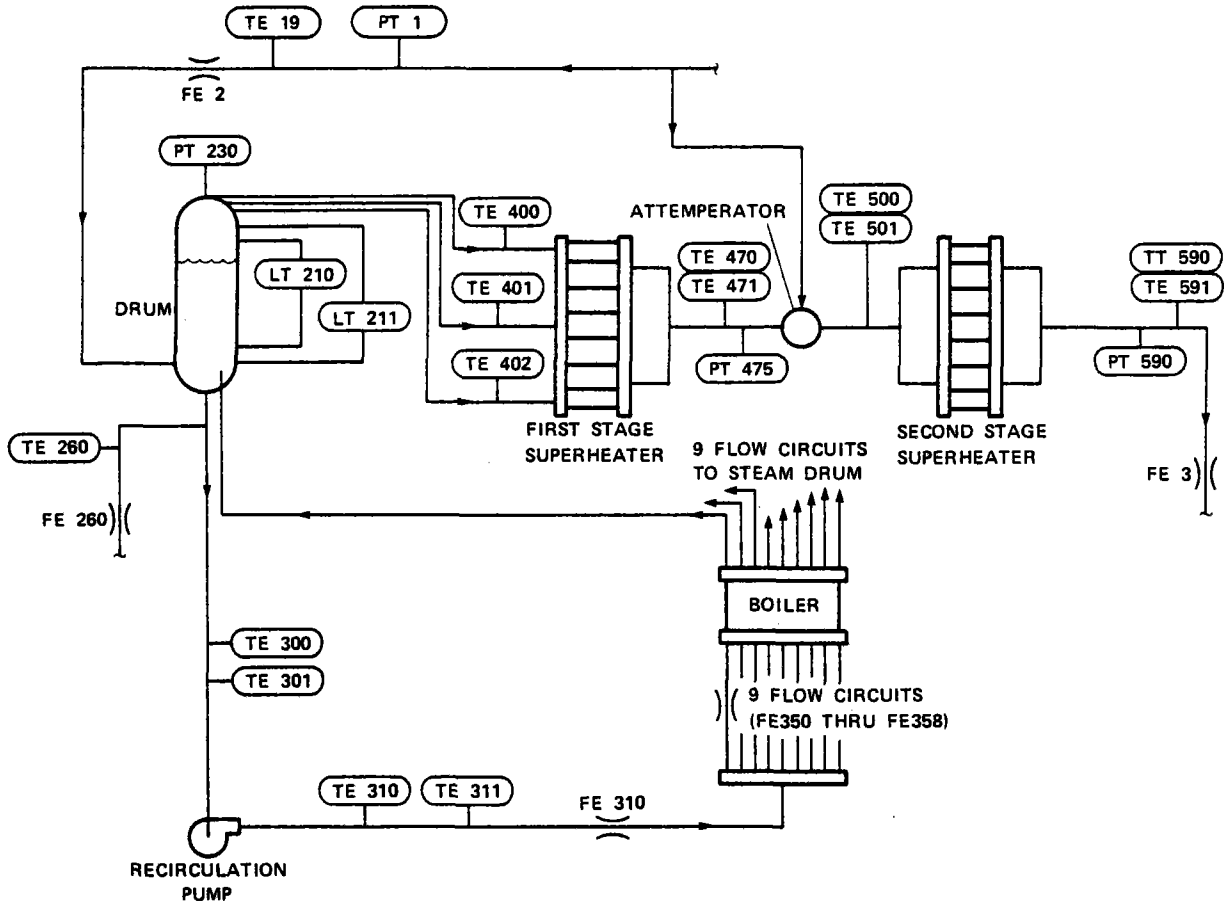 TE 19
PT 1
FE 2
PT 230
TE 400
ATTEMPERATOR
TE 500
TE 501
TE 470
TE 471
TT 590
TE 591
LT 210
DRUM
TE 401
LT 211
TE 402
PT 475
PT 590
FIRST STAGE
SUPERHEATER
SECOND STAGE
SUPERHEATER
9 FLOW CIRCUITS
TO STEAM DRUM
TE 260
FE 3
FE 260
BOILER
TE 300
TE 301
9 FLOW CIRCUITS
(FE350 THRU FE358)
TE 310
TE 311
FE 310
RECIRCULATION
PUMP